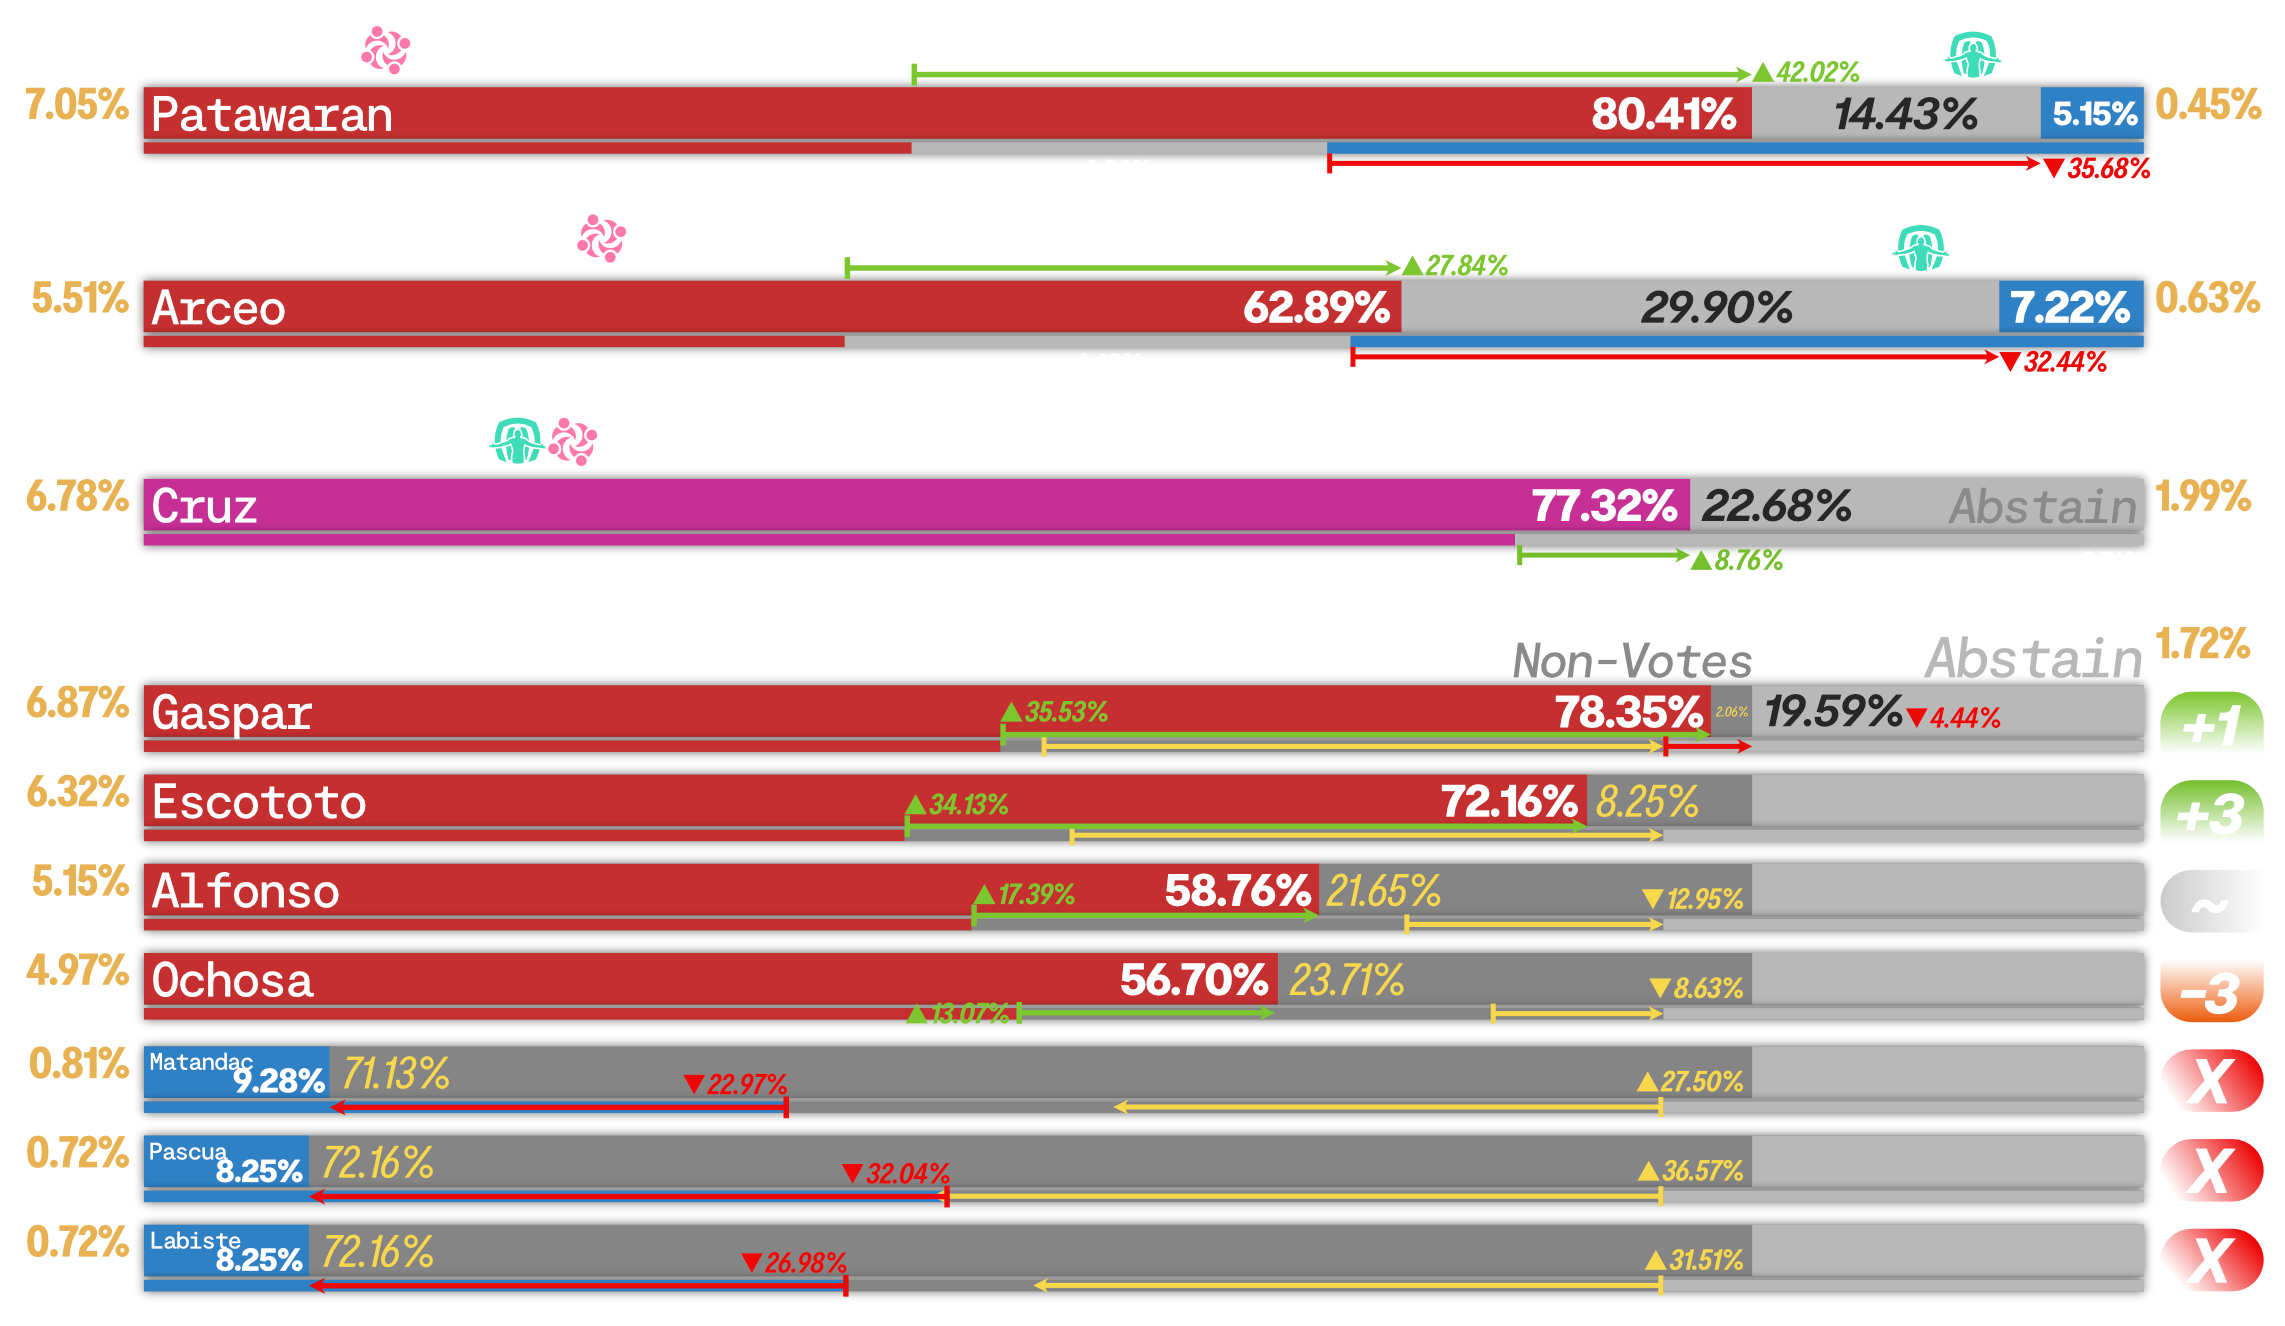 ▲42.02%
7.05% Patawaran 80.41% 14.43% 5.15% 0.45%
▼35.68%
▲27.84%
5.51% Arceo 62.89% 29.90% 7.22% 0.63%
▼32.44%
6.78% Cruz 77.32% 22.68% Abstain 1.99%
▲8.76%
Non-Votes Abstain 1.72%
6.87% Gaspar ▲35.53% 78.35% 2.06% 19.59% ▼4.44% +1
6.32% Escototo ▲34.13% 72.16% 8.25% +3
5.15% Alfonso ▲17.39% 58.76% 21.65% ▼12.95% ~
4.97% Ochosa 56.70% 23.71% ▼8.63% -3
▲13.07%
0.81% Matandac 9.28% 71.13% ▼22.97% ▲27.50% X
0.72% Pascua 8.25% 72.16% ▼32.04% ▲36.57% X
0.72% Labiste 8.25% 72.16% ▼26.98% ▲31.51% X